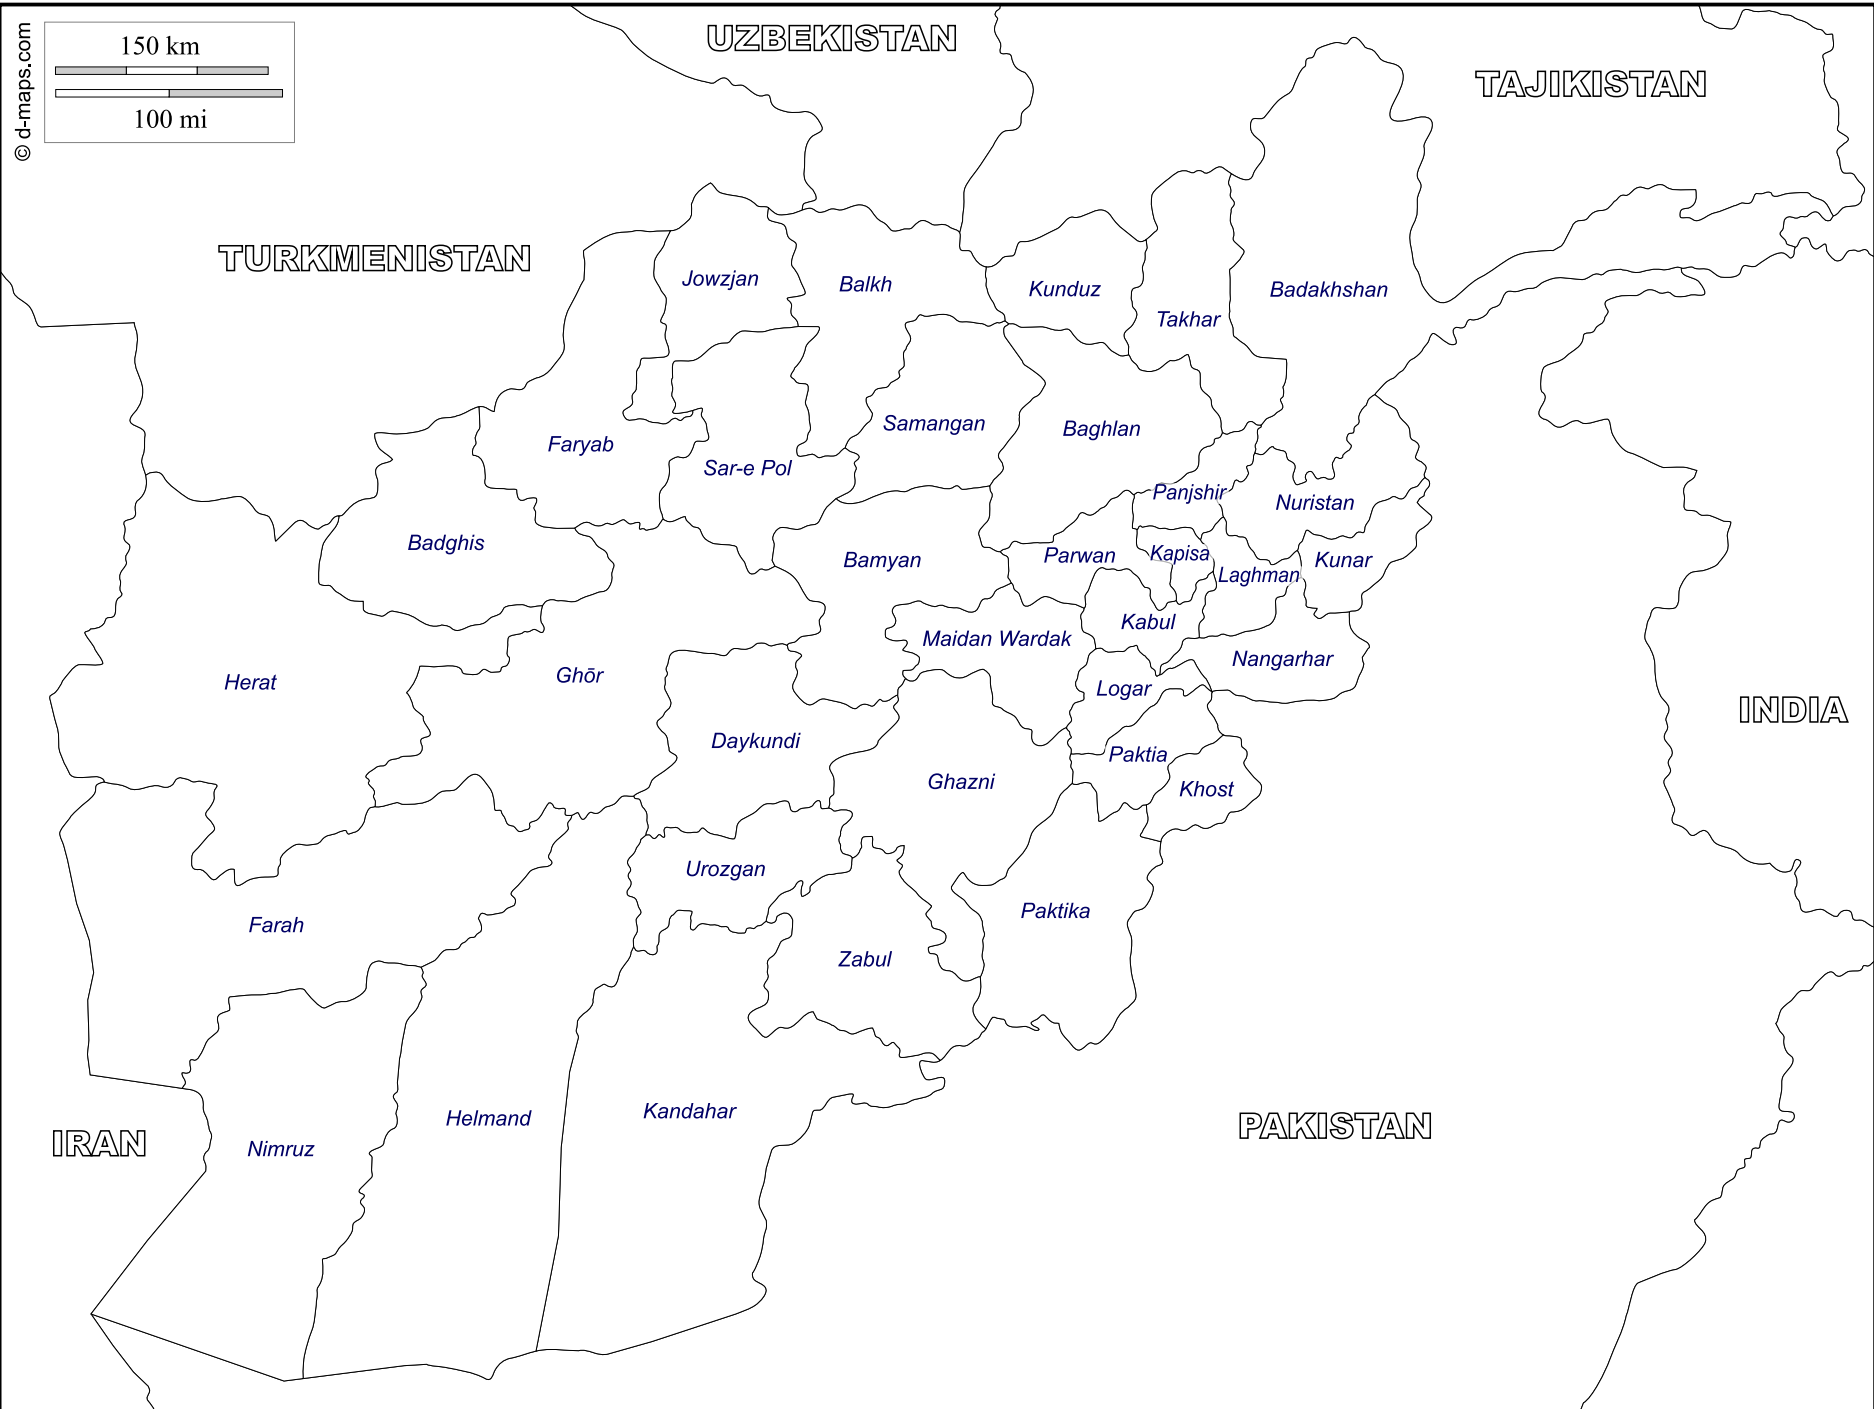 © d-maps.com
150 km
100 mi
UZBEKISTAN
TAJIKISTAN
TURKMENISTAN
Jowzjan
Balkh
Kunduz
Takhar
Badakhshan
Faryab
Sar-e Pol
Samangan
Baghlan
Panjshir
Nuristan
Badghis
Bamyan
Parwan
Kapisa
Laghman
Kunar
Kabul
Maidan Wardak
Nangarhar
Herat
Ghōr
Logar
INDIA
Daykundi
Ghazni
Paktia
Khost
Urozgan
Farah
Paktika
Zabul
Kandahar
Helmand
PAKISTAN
IRAN
Nimruz